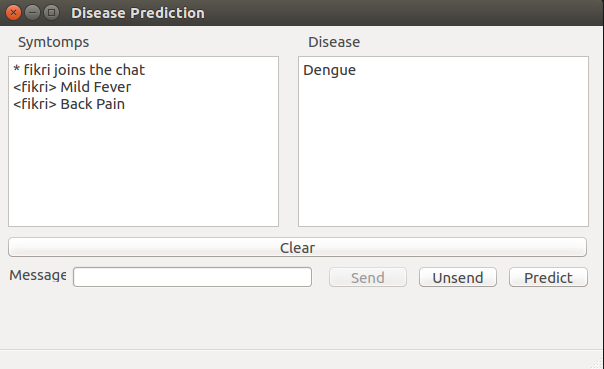 Disease Prediction
Symtomps
Disease
* fikri joins the chat
<fikri> Mild Fever
<fikri> Back Pain
Dengue
Clear
Message
Send
Unsend
Predict